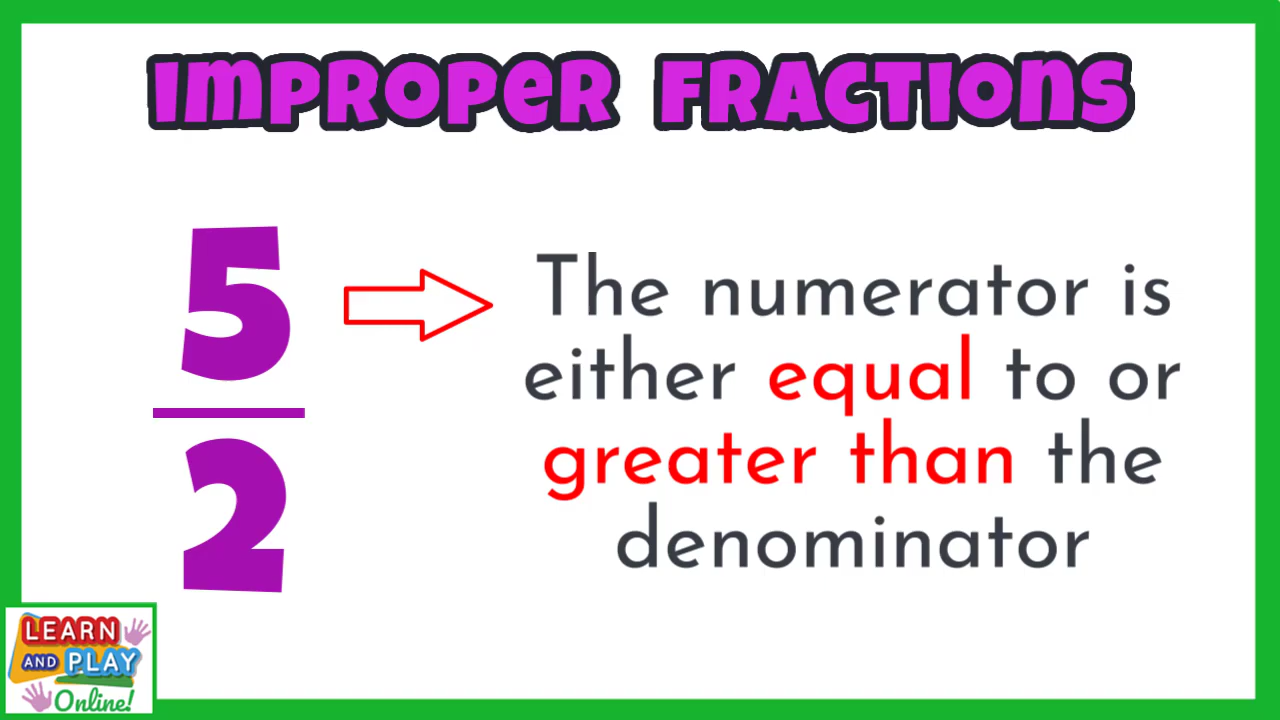 Improper Fractions
5
2
The numerator is
either equal to or
greater than the
denominator
LEARN
AND PLAY
Online!